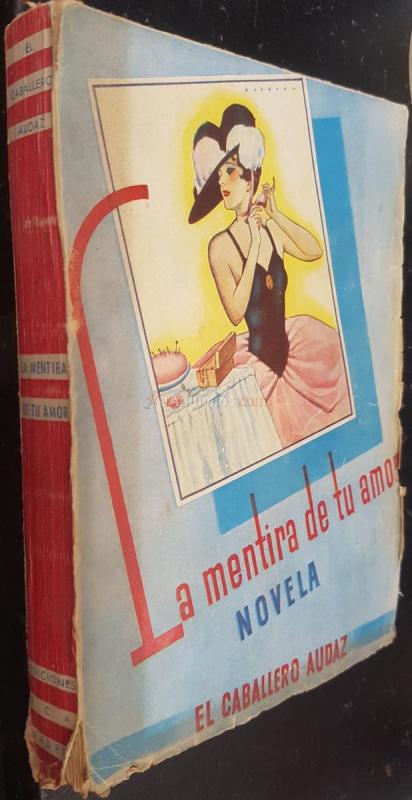 EL
CABALLERO
AUDAZ
LA MENTIRA
DE TU AMOR
La mentira de tu amor
NOVELA
EL CABALLERO AUDAZ